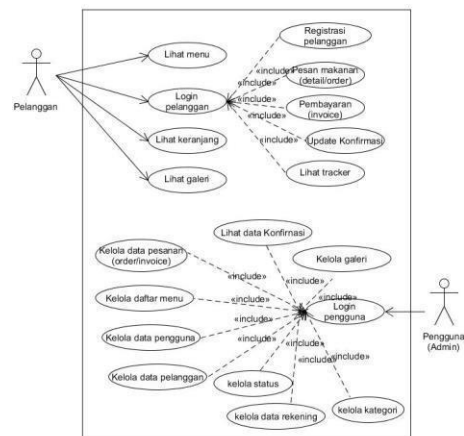 Registrasi
pelanggan
Lihat menu
«include»
Pesan makanan
(detail/order)
«include»
Login
pelanggan
«include»
Pembayaran
(invoice)
«include»
Pelanggan
Lihat keranjang
«include»
Update Konfirmasi
Lihat galeri
Lihat tracker
Lihat data Konfirmasi
Kelola data pesanan
(order/invoice)
Kelola galeri
«include»
«include»
«include»
Kelola daftar menu
«include»
«include»
Login
pengguna
Kelola data pengguna
«include»
«include»
Pengguna
(Admin)
«include»
«include»
Kelola data pelanggan
kelola status
kelola data rekening
kelola kategori